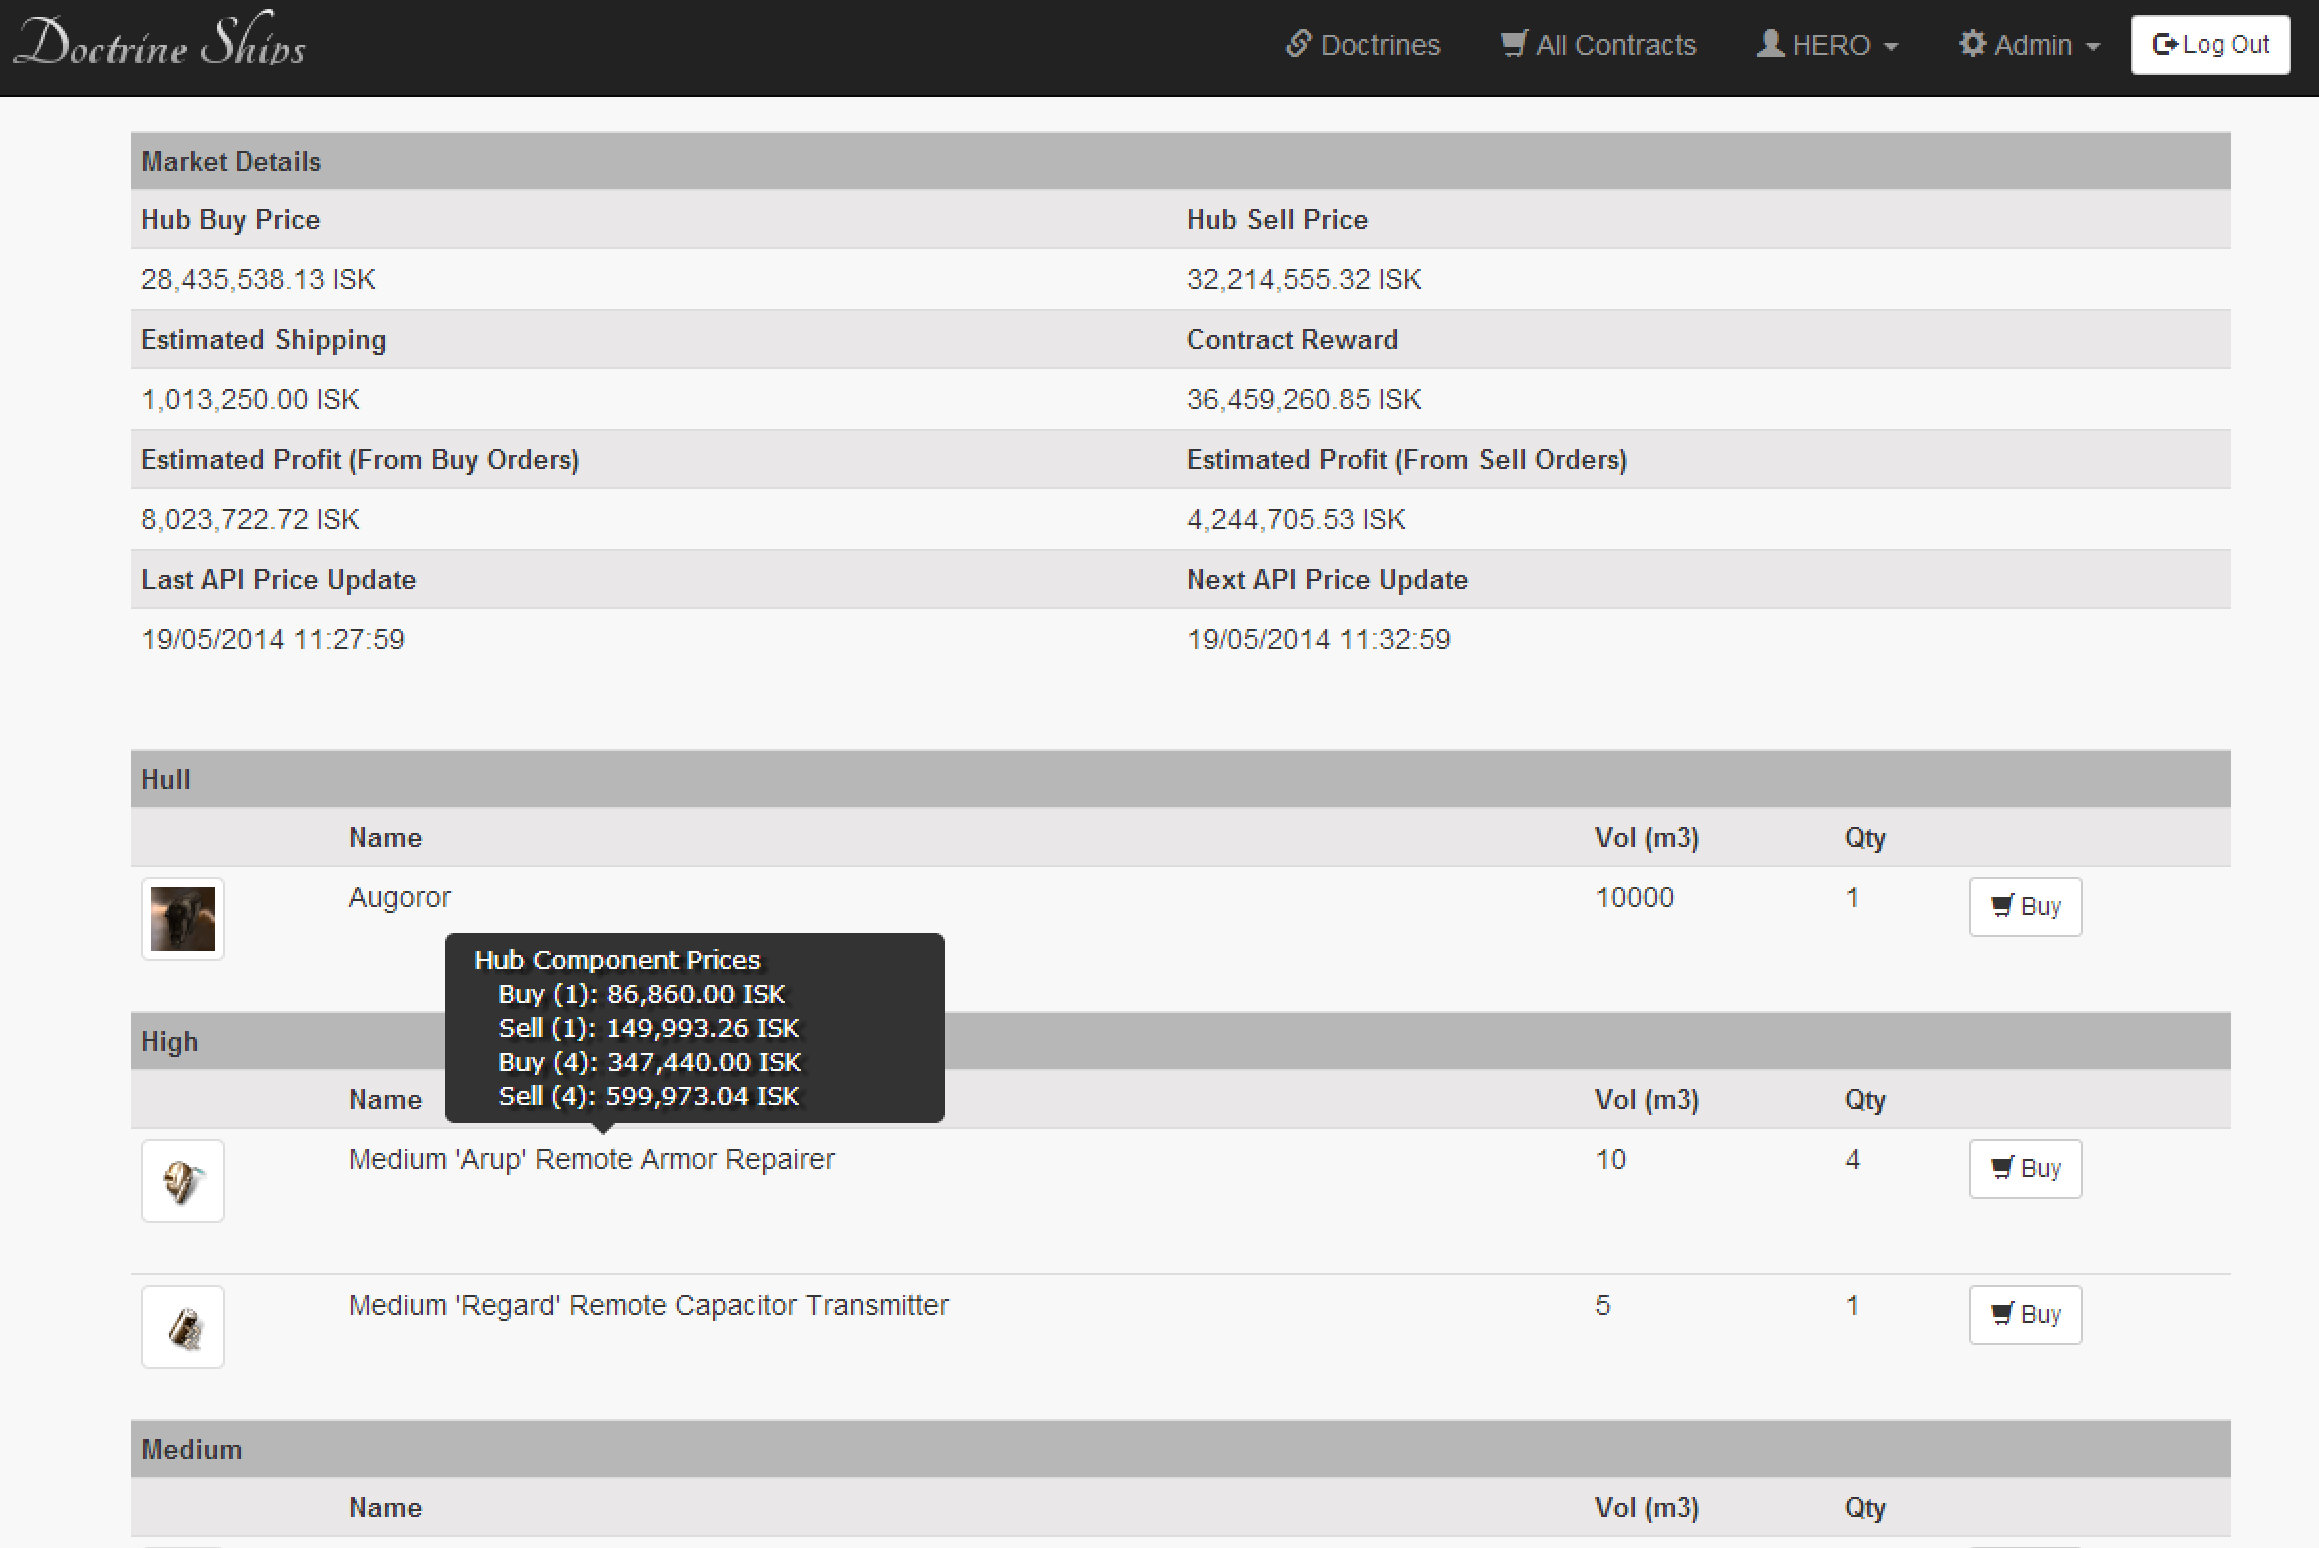 Doctrine Ships Doctrines All Contracts HERO Admin Log Out
Market Details
Hub Buy Price Hub Sell Price
28,435,538.13 ISK 32,214,555.32 ISK
Estimated Shipping Contract Reward
1,013,250.00 ISK 36,459,260.85 ISK
Estimated Profit (From Buy Orders) Estimated Profit (From Sell Orders)
8,023,722.72 ISK 4,244,705.53 ISK
Last API Price Update Next API Price Update
19/05/2014 11:27:59 19/05/2014 11:32:59
Hull
Name Vol (m3) Qty
Augoror 10000 1 Buy
Hub Component Prices
Buy (1): 86,860.00 ISK
Sell (1): 149,993.26 ISK
Buy (4): 347,440.00 ISK
Sell (4): 599,973.04 ISK
High
Name Vol (m3) Qty
Medium 'Arup' Remote Armor Repairer 10 4 Buy
Medium 'Regard' Remote Capacitor Transmitter 5 1 Buy
Medium
Name Vol (m3) Qty